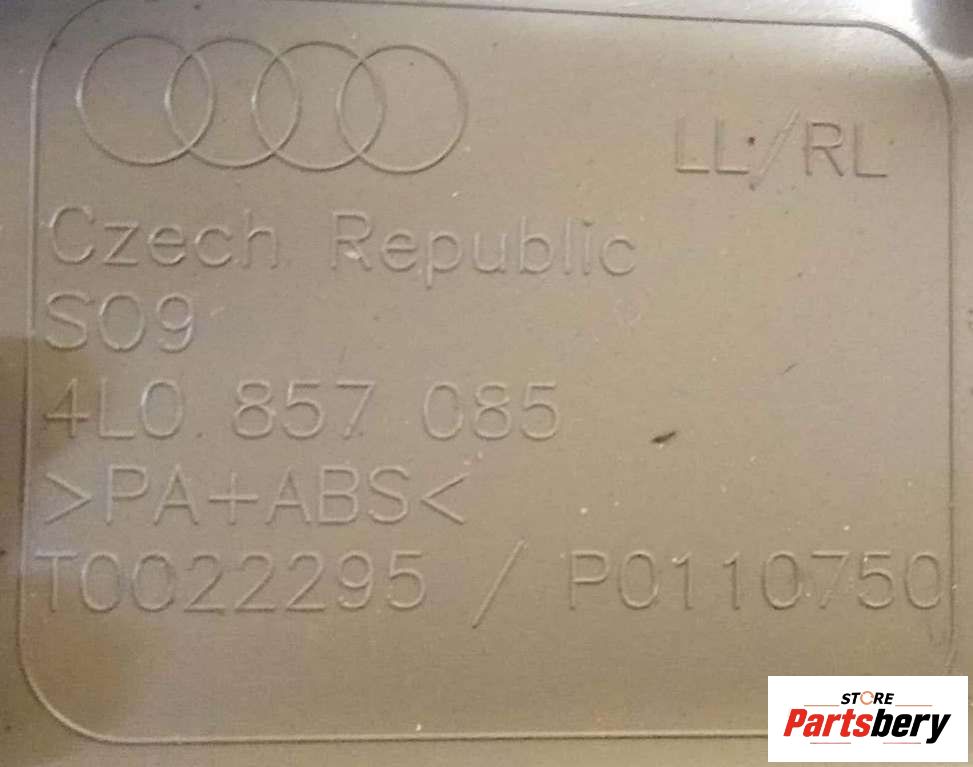 LL/RL
Czech Republic
S09
4L0 857 085
>PA+ABS<
T0022295 / P0110750
STORE
Partsbery